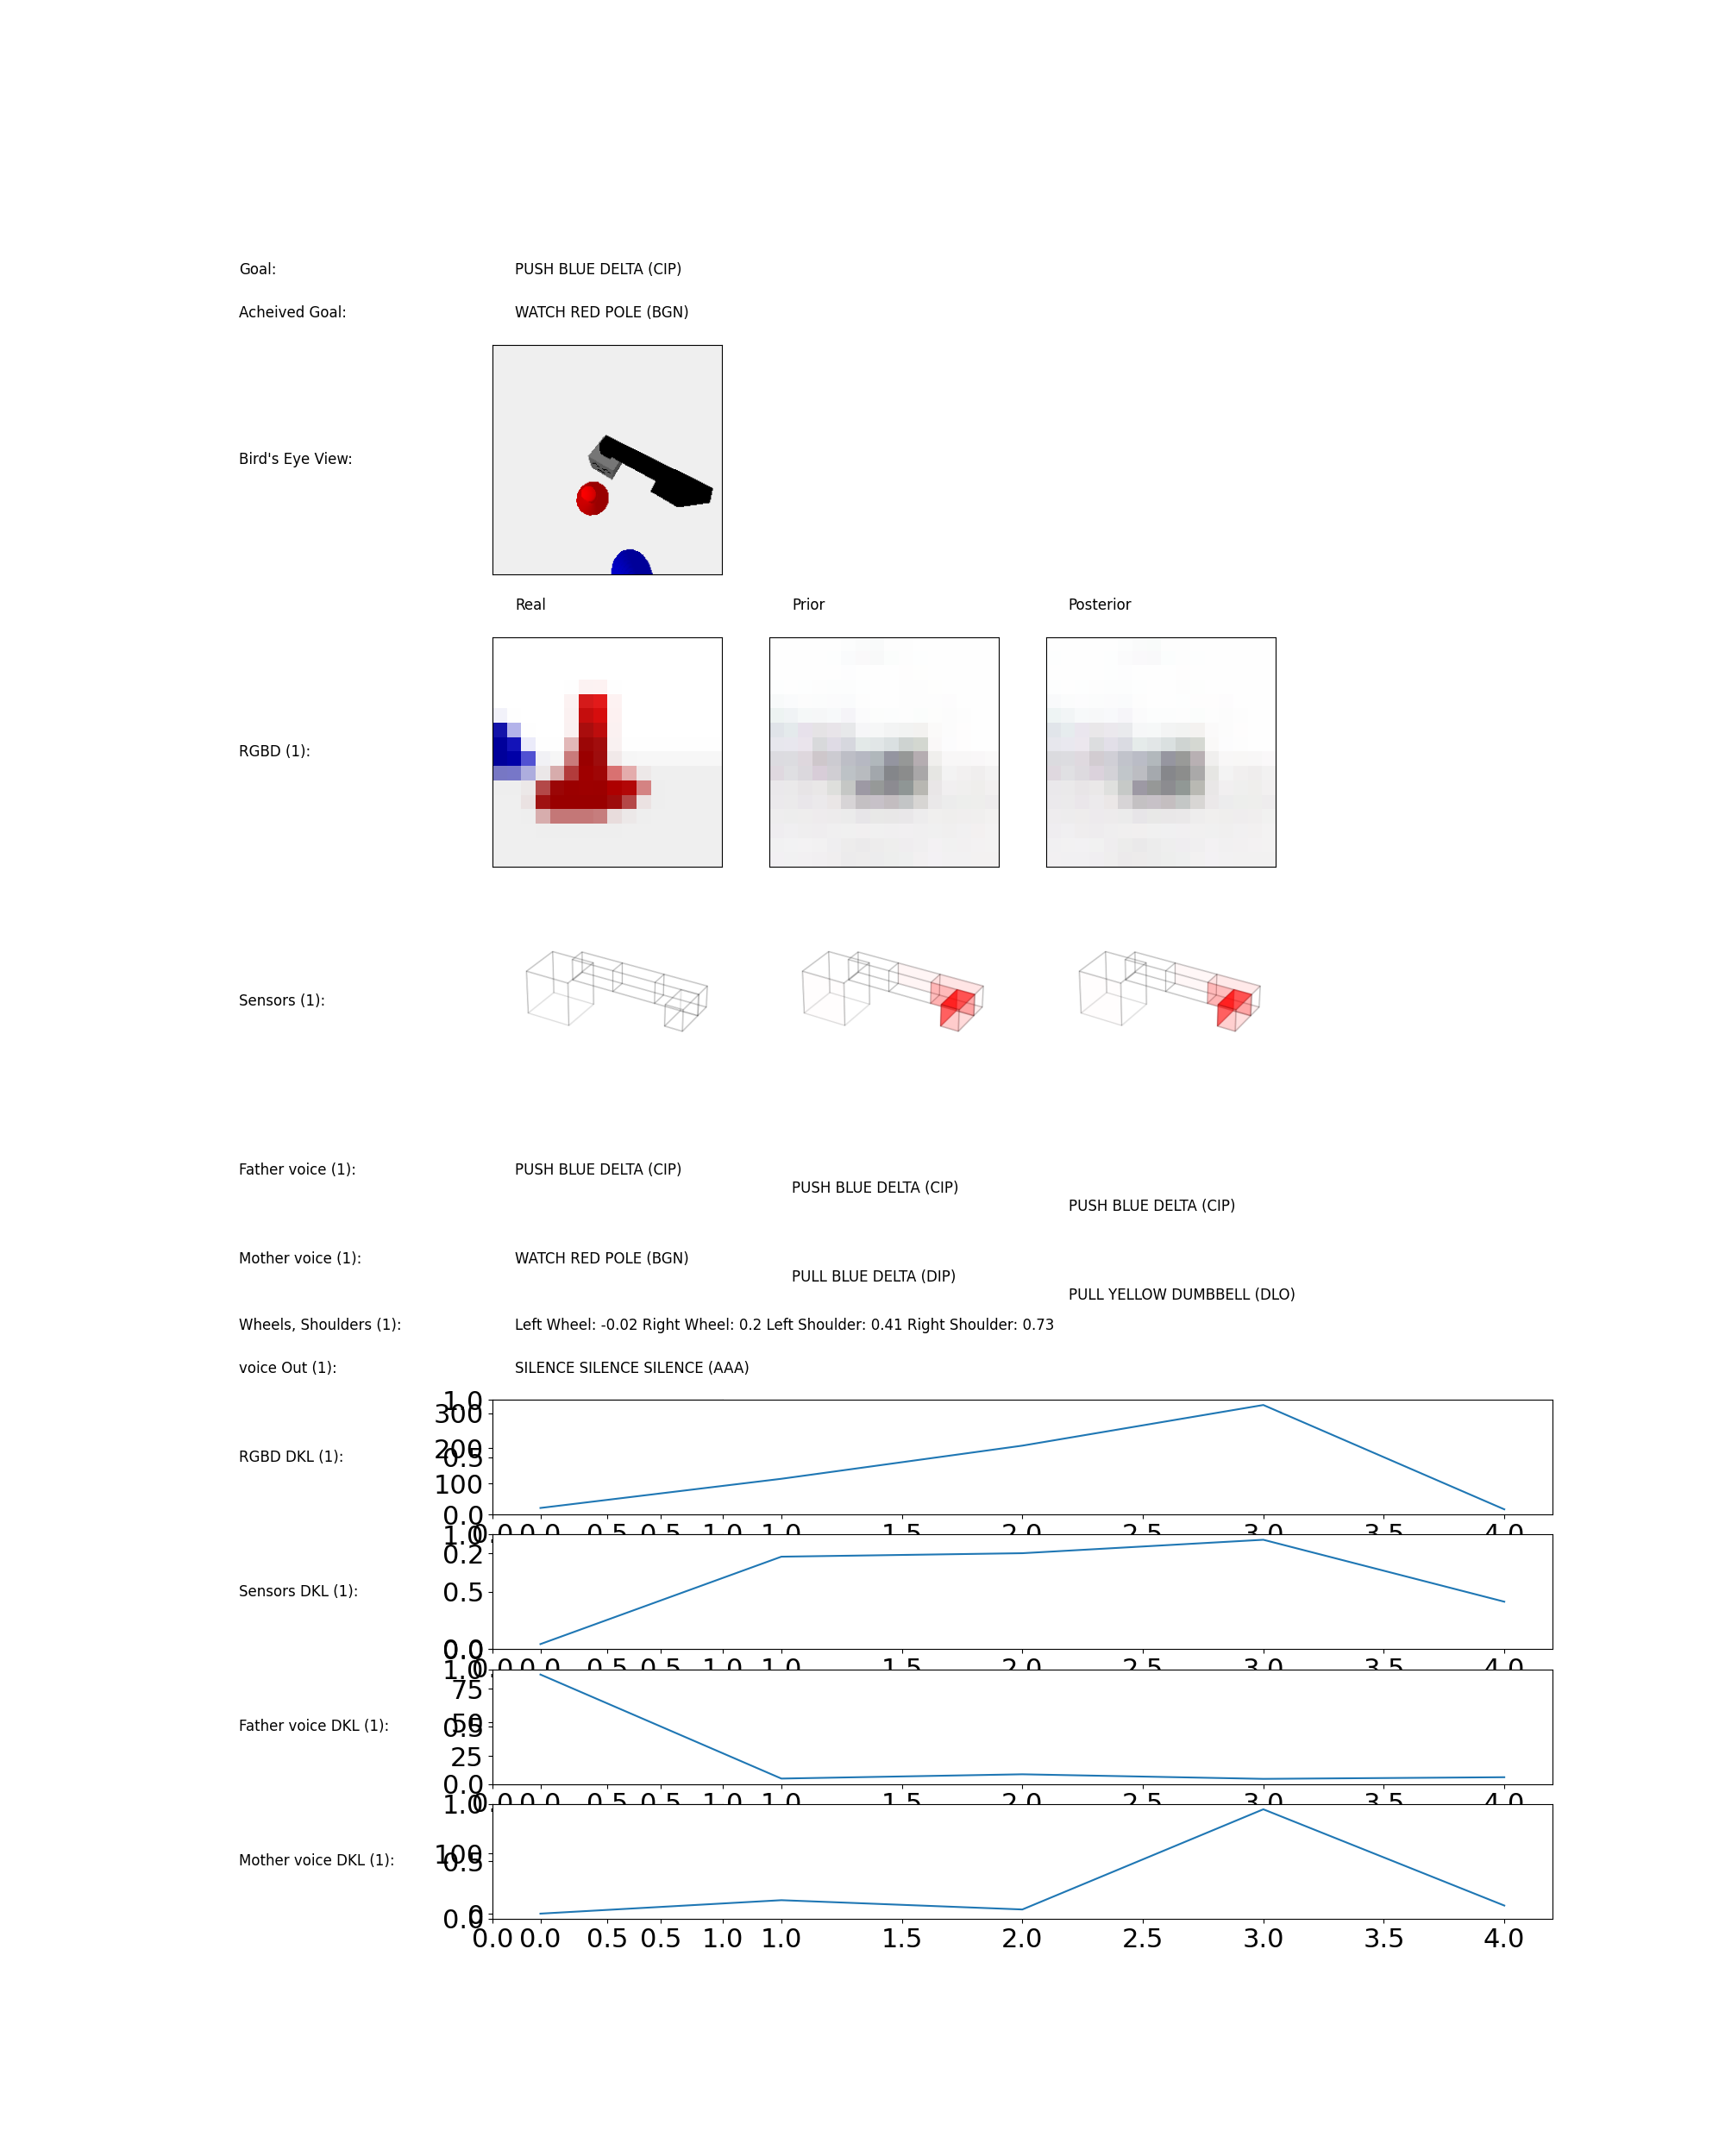 Goal: PUSH BLUE DELTA (CIP)
Acheived Goal: WATCH RED POLE (BGN)
Bird's Eye View:
Real Prior Posterior
RGBD (1):
Sensors (1):
Father voice (1): PUSH BLUE DELTA (CIP)
PUSH BLUE DELTA (CIP)
PUSH BLUE DELTA (CIP)
Mother voice (1): WATCH RED POLE (BGN)
PULL BLUE DELTA (DIP)
PULL YELLOW DUMBBELL (DLO)
Wheels, Shoulders (1): Left Wheel: -0.02 Right Wheel: 0.2 Left Shoulder: 0.41 Right Shoulder: 0.73
voice Out (1): SILENCE SILENCE SILENCE (AAA)
1.0
300
200
RGBD DKL (1): 0.5
100
0.0
0.0 0.0 0.5 0.5 1.0 1.0 1.5 2.0 2.5 3.0 3.5 4.0
1.0
0.2
Sensors DKL (1): 0.5
0.0 0.0
0.0 0.0 0.5 0.5 1.0 1.0 1.5 2.0 2.5 3.0 3.5 4.0
1.0
75
50
Father voice DKL (1): 0.5
25
0.0
0.0 0.0 0.5 0.5 1.0 1.0 1.5 2.0 2.5 3.0 3.5 4.0
1.0
100
Mother voice DKL (1): 0.5
0
0.0
0.0 0.0 0.5 0.5 1.0 1.0 1.5 2.0 2.5 3.0 3.5 4.0